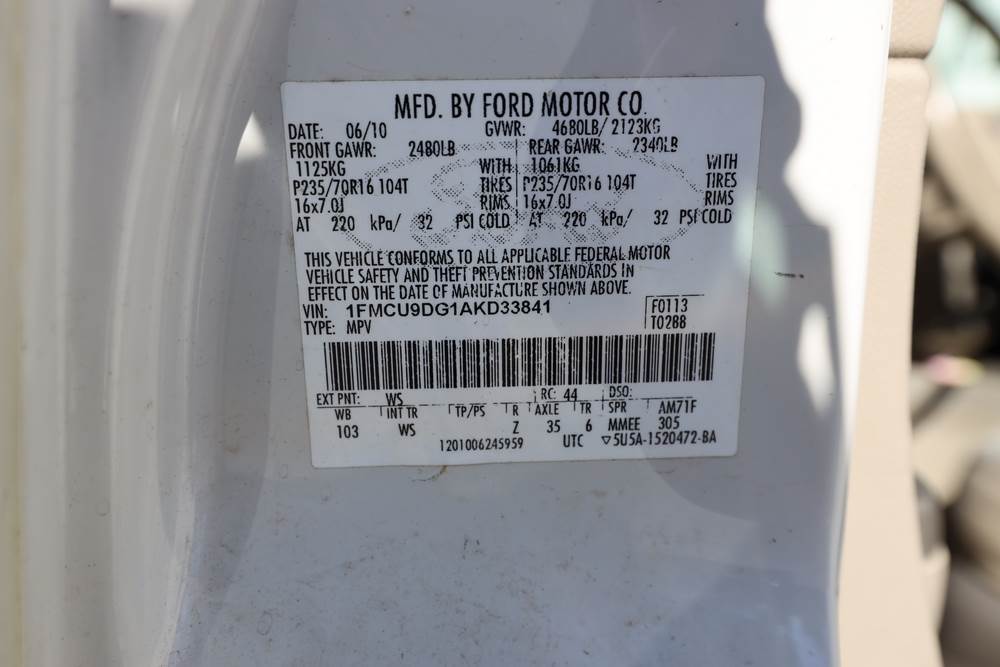 MFD. BY FORD MOTOR CO.
DATE: 06/10 GVWR: 4680LB/ 2123KG
FRONT GAWR: 2480LB REAR GAWR: 2340LB
1125KG WITH 1061KG WITH
P235/70R16 104T TIRES P235/70R16 104T TIRES
16x7.0J RIMS 16x7.0J RIMS
AT 220 kPa/ 32 PSI COLD AT 220 kPa/ 32 PSI COLD
THIS VEHICLE CONFORMS TO ALL APPLICABLE FEDERAL MOTOR
VEHICLE SAFETY AND THEFT PREVENTION STANDARDS IN
EFFECT ON THE DATE OF MANUFACTURE SHOWN ABOVE.
VIN: 1FMCU9DG1AKD33841 F0113
TYPE: MPV T0288
EXT PNT: WS RC: 44 DSO:
WB INT TR TP/PS R AXLE TR SPR AM71F
103 WS Z 35 6 MMEE 305
1201006245959 UTC ▽5U5A-1520472-BA